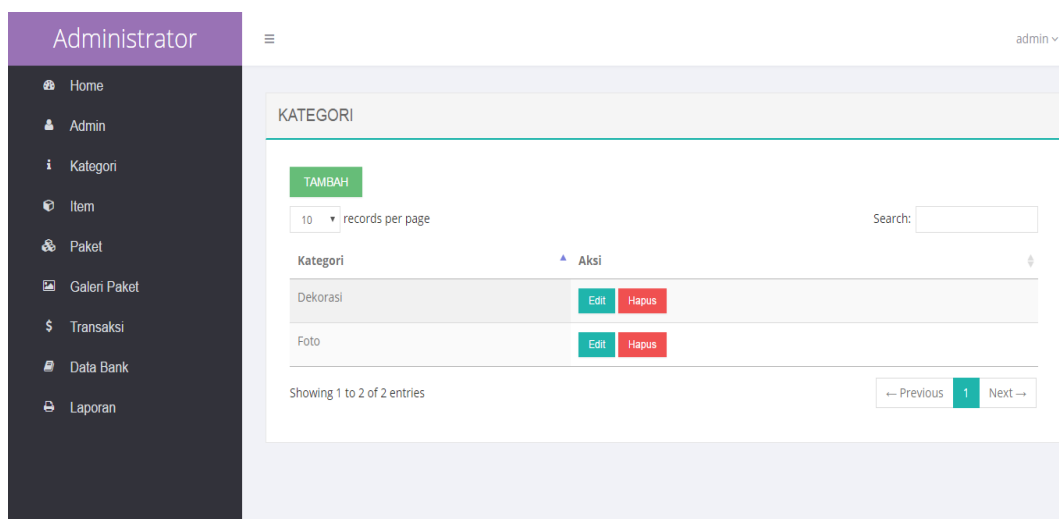 Administrator
admin
Home
Admin
Kategori
Item
Paket
Galeri Paket
Transaksi
Data Bank
Laporan
KATEGORI
TAMBAH
10 records per page Search:
Kategori Aksi
Dekorasi Edit Hapus
Foto Edit Hapus
Showing 1 to 2 of 2 entries ← Previous 1 Next →